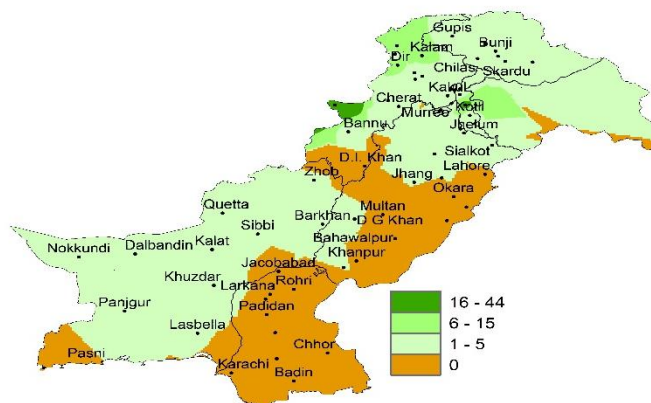 Gupis
Kalam
Bunji
Dir
Chilas
Skardu
Kakul
Cherat
Murree
Kotli
Bannu
Jhelum
D.I. Khan
Sialkot
Zhob
Lahore
Jhang
Okara
Quetta
Multan
Barkhan
D G Khan
Sibbi
Nokkundi
Dalbandin
Kalat
Bahawalpur
Khanpur
Jacobabad
Khuzdar
Larkana
Rohri
Panjgur
Padidan
Lasbella
Pasni
Chhor
Karachi
Badin
16 - 44
6 - 15
1 - 5
0